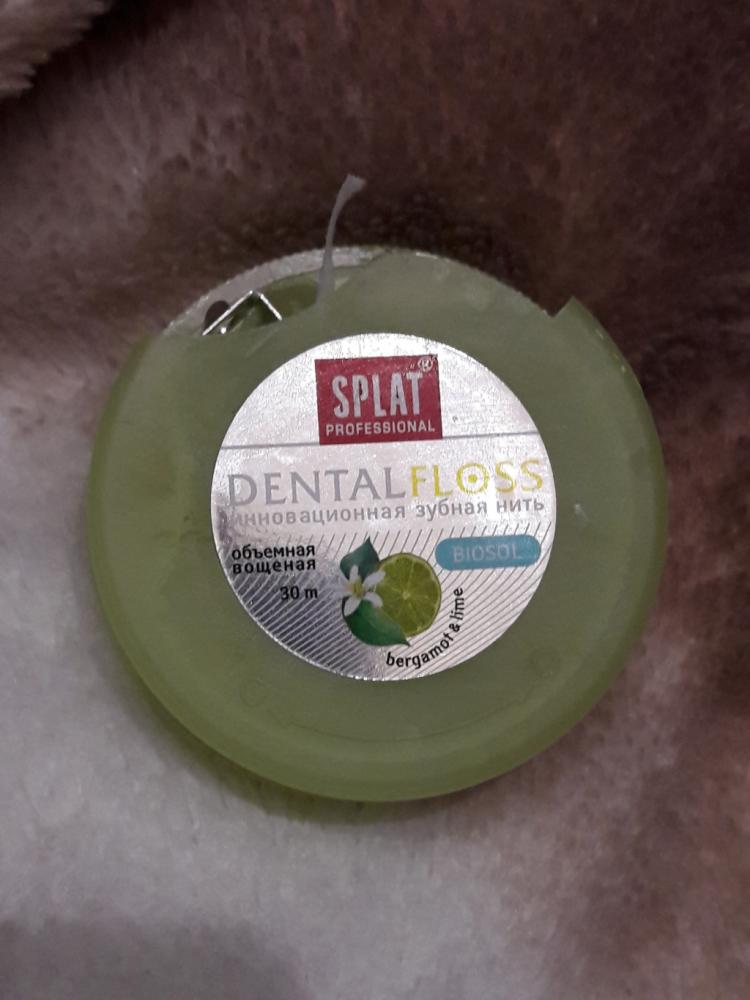 SPLAT®
PROFESSIONAL
DENTALFLOSS
инновационная зубная нить
объемная
вощеная
30 m
BIOSOL
bergamot & lime